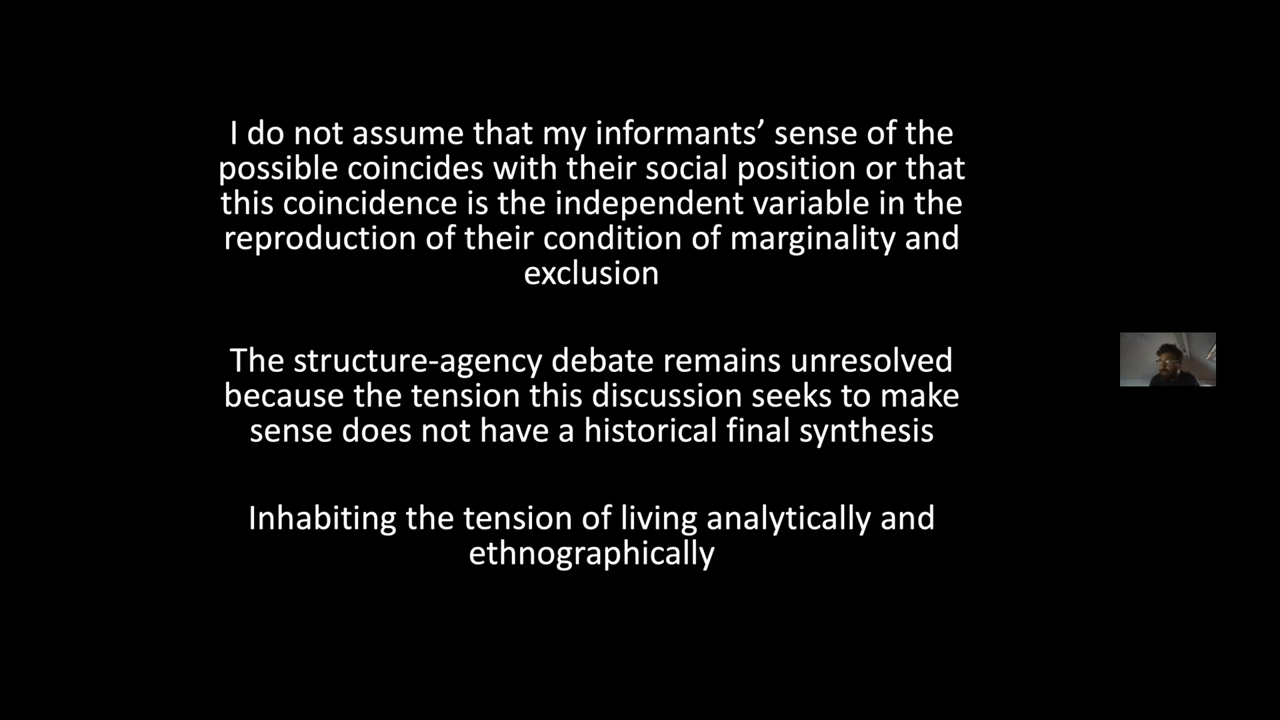 I do not assume that my informants’ sense of the
possible coincides with their social position or that
this coincidence is the independent variable in the
reproduction of their condition of marginality and
exclusion
The structure-agency debate remains unresolved
because the tension this discussion seeks to make
sense does not have a historical final synthesis
Inhabiting the tension of living analytically and
ethnographically